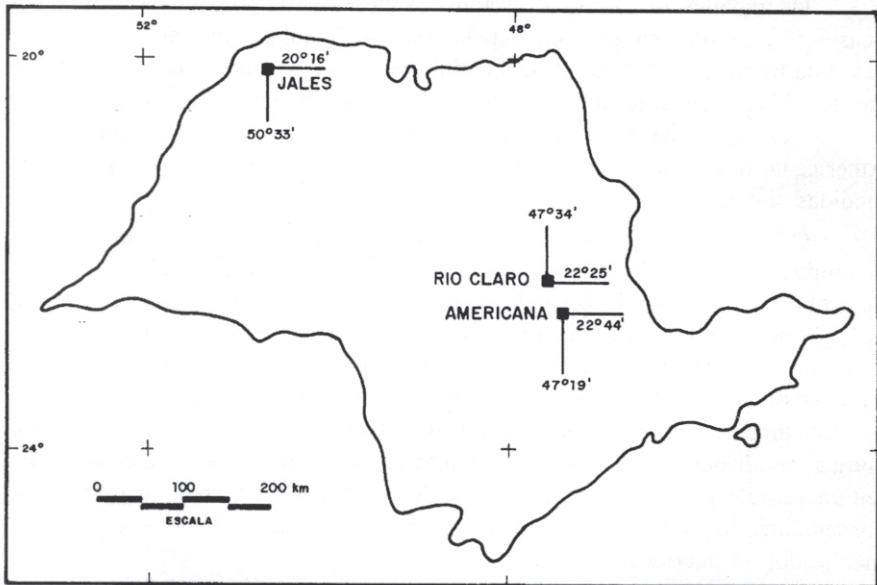 52°
48°
20°
20°16'
JALES
50°33'
47°34'
RIO CLARO
22°25'
AMERICANA
22°44'
47°19'
24°
0 100 200 km
ESCALA